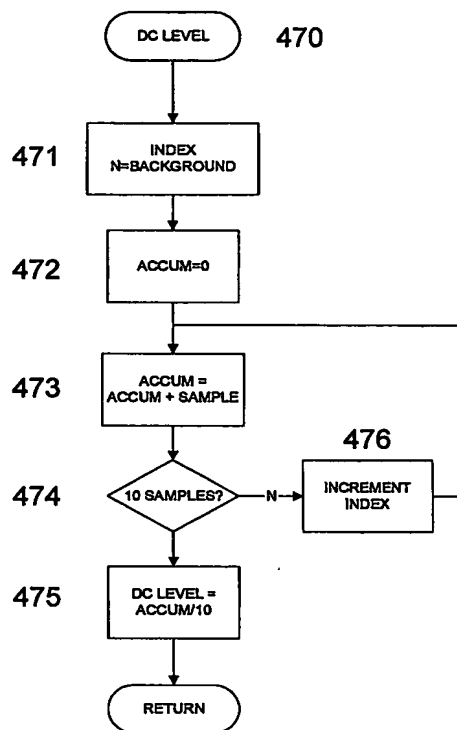 DC LEVEL 470
471 INDEX
N=BACKGROUND
472 ACCUM=0
473 ACCUM =
ACCUM + SAMPLE
476
474 10 SAMPLES? N INCREMENT
INDEX
475 DC LEVEL =
ACCUM/10
RETURN